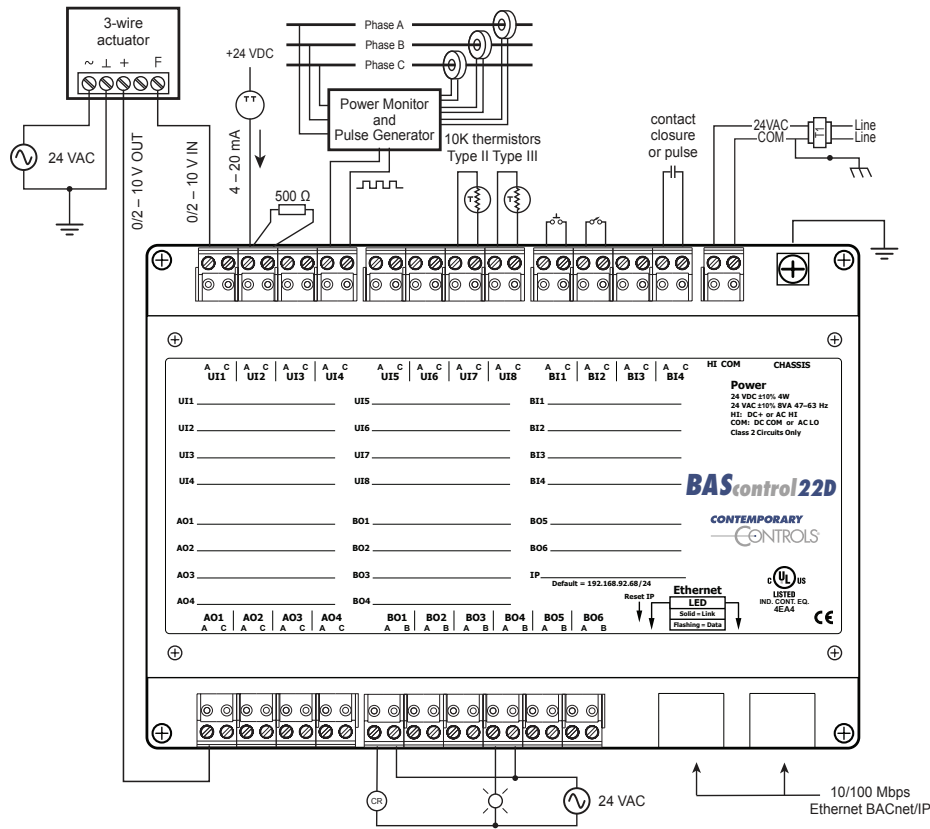 3-wire
actuator
~ ⊥ + F
24 VAC
0/2 – 10 V OUT
0/2 – 10 V IN
+24 VDC
TT
4 – 20 mA
500 Ω
Phase A
Phase B
Phase C
Power Monitor
and
Pulse Generator
10K thermistors
Type II Type III
T T
contact
closure
or pulse
24VAC
COM
T1
Line
Line
A C A C A C A C A C A C A C A C A C A C A C A C
UI1 UI2 UI3 UI4 UI5 UI6 UI7 UI8 BI1 BI2 BI3 BI4
HI COM CHASSIS
Power
24 VDC ±10% 4W
24 VAC ±10% 8VA 47–63 Hz
HI: DC+ or AC HI
COM: DC COM or AC LO
Class 2 Circuits Only
UI1 UI5 BI1
UI2 UI6 BI2
UI3 UI7 BI3
UI4 UI8 BI4
BAScontrol22D
CONTEMPORARY
CONTROLS®
AO1 BO1 BO5
AO2 BO2 BO6
AO3 BO3 IP
Default = 192.168.92.68/24
AO4 BO4
Reset IP
Ethernet
LED
Solid = Link
Flashing = Data
C UL US
LISTED
IND. CONT. EQ.
4EA4
CE
AO1 AO2 AO3 AO4 BO1 BO2 BO3 BO4 BO5 BO6
A C A C A C A C A B A B A B A B A B A B
CR
24 VAC
10/100 Mbps
Ethernet BACnet/IP